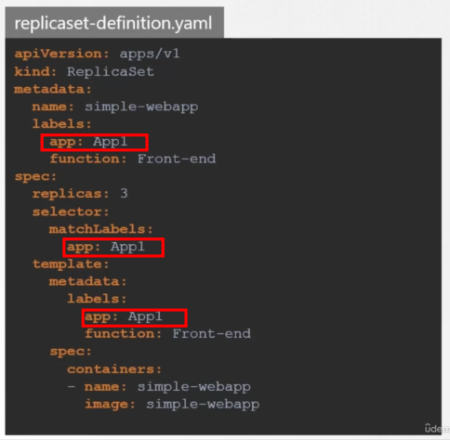 replicaset-definition.yaml
apiVersion: apps/v1
kind: ReplicaSet
metadata:
  name: simple-webapp
  labels:
    app: App1
    function: Front-end
spec:
  replicas: 3
  selector:
    matchLabels:
      app: App1
  template:
    metadata:
      labels:
        app: App1
        function: Front-end
    spec:
      containers:
      - name: simple-webapp
        image: simple-webapp